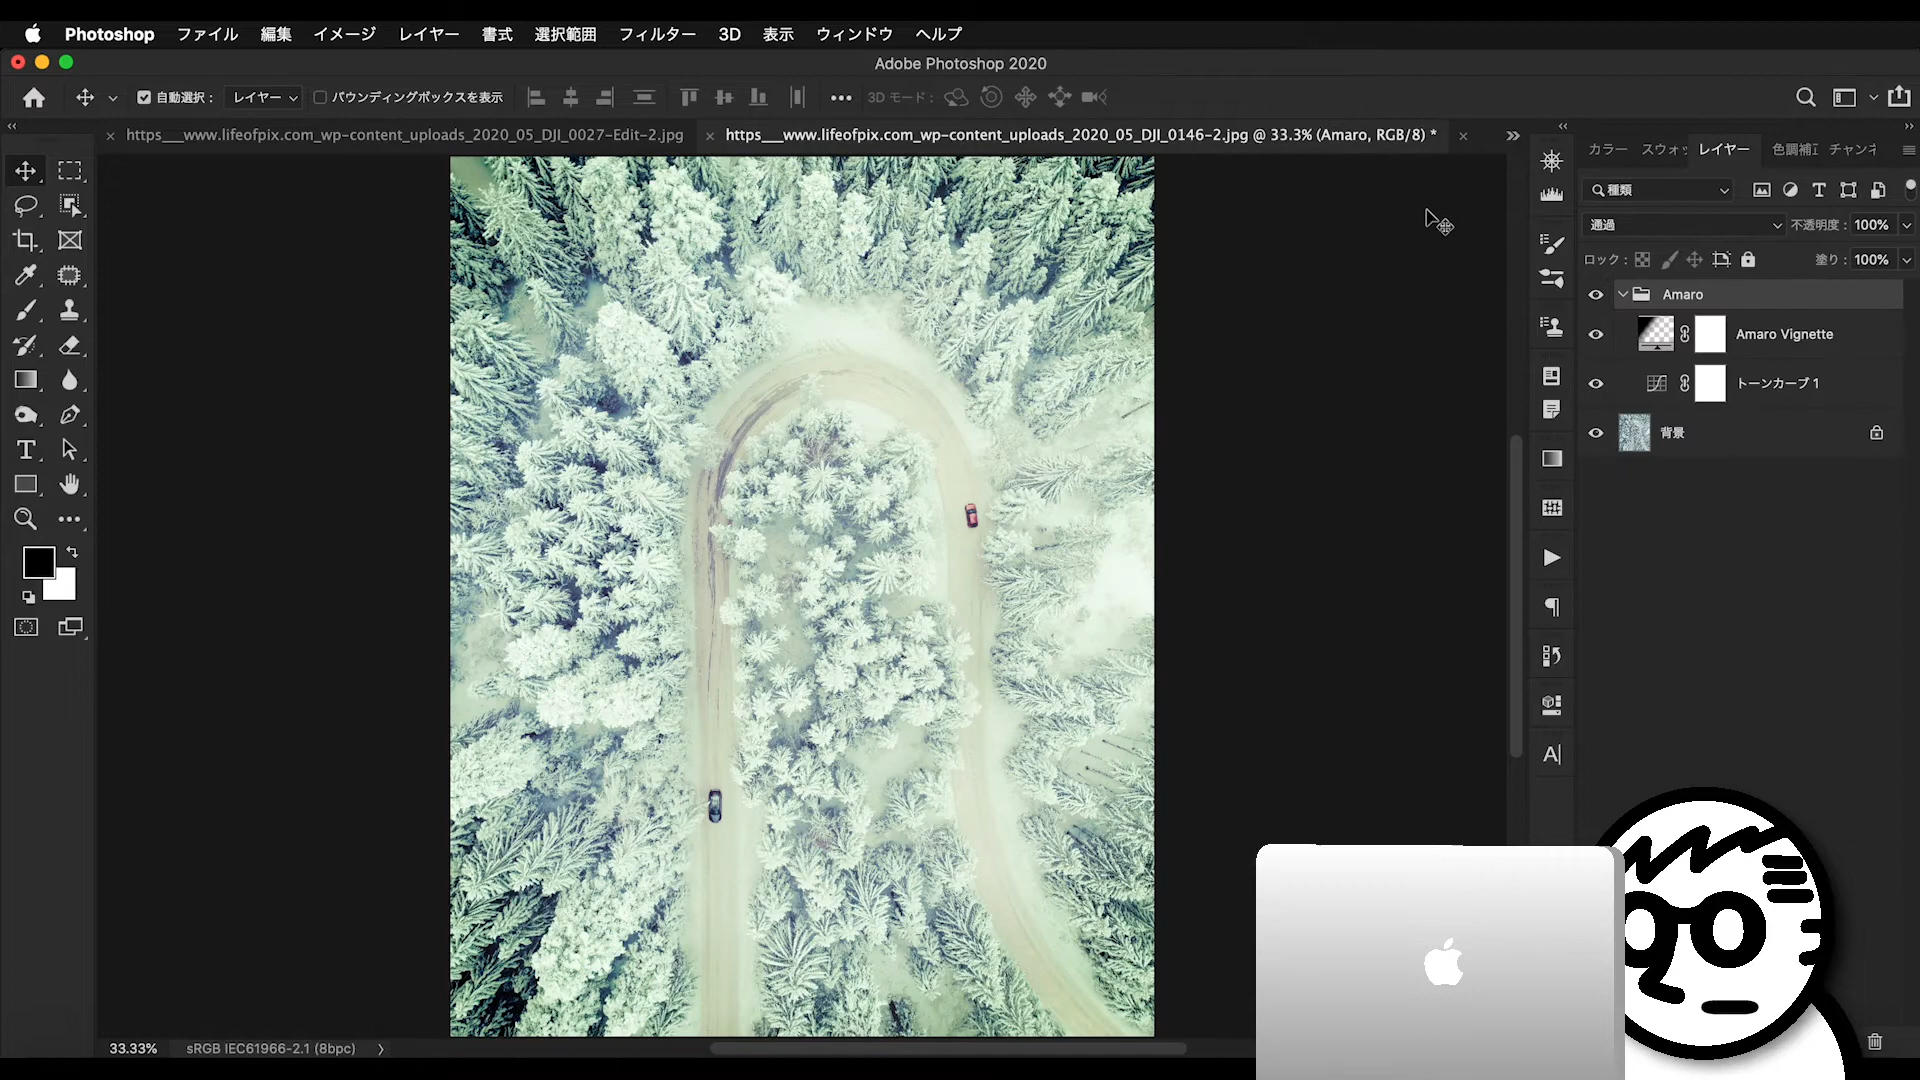 Photoshop ファイル 編集 イメージ レイヤー 書式 選択範囲 フィルター 3D 表示 ウィンドウ ヘルプ
Adobe Photoshop 2020
自動選択： レイヤー バウンディングボックスを表示 3D モード：
https___www.lifeofpix.com_wp-content_uploads_2020_05_DJI_0027-Edit-2.jpg https___www.lifeofpix.com_wp-content_uploads_2020_05_DJI_0146-2.jpg @ 33.3% (Amaro, RGB/8) *
カラー スウォッ レイヤー 色調補正 チャンネ
種類
通過 不透明度： 100%
ロック： 塗り： 100%
Amaro
Amaro Vignette
トーンカーブ 1
背景
33.33% sRGB IEC61966-2.1 (8bpc)